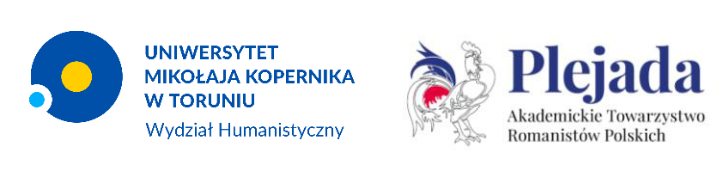 UNIWERSYTET
MIKOŁAJA KOPERNIKA
W TORUNIU
Wydział Humanistyczny
Plejada
Akademickie Towarzystwo
Romanistów Polskich